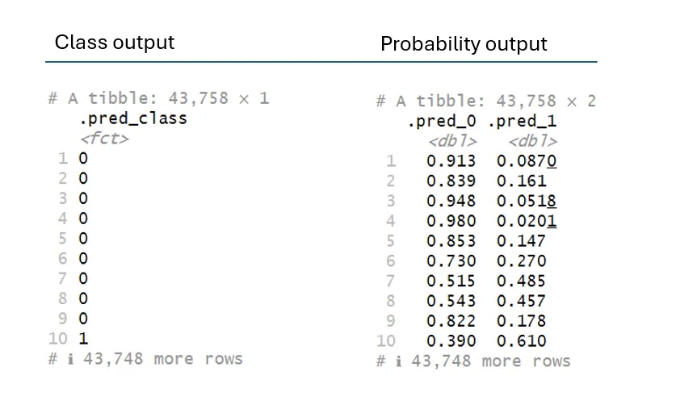 Class output
# A tibble: 43,758 × 1
.pred_class
<fct>
1 0
2 0
3 0
4 0
5 0
6 0
7 0
8 0
9 0
10 1
# ℹ 43,748 more rows
Probability output
# A tibble: 43,758 × 2
.pred_0 .pred_1
<dbl> <dbl>
1 0.913 0.0870
2 0.839 0.161
3 0.948 0.0518
4 0.980 0.0201
5 0.853 0.147
6 0.730 0.270
7 0.515 0.485
8 0.543 0.457
9 0.822 0.178
10 0.390 0.610
# ℹ 43,748 more rows